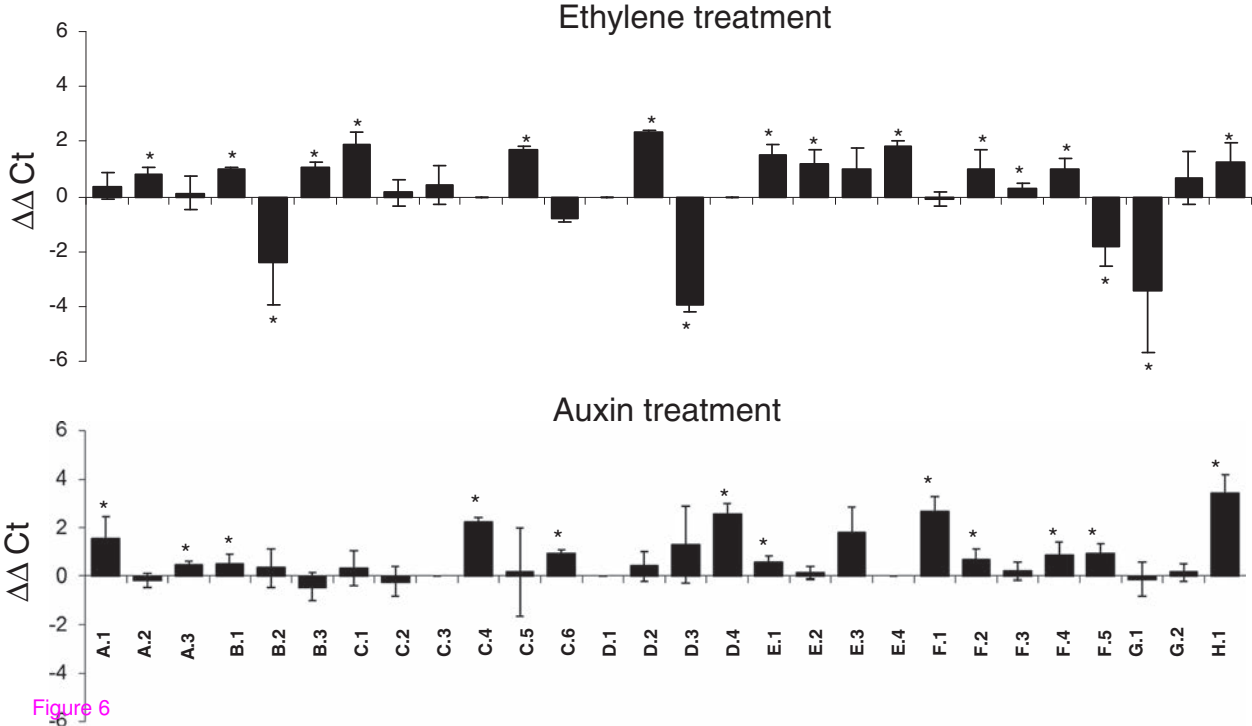 Ethylene treatment
6
4
2
0
-2
-4
-6
ΔΔ Ct
* * * * * * * * * * * * * * * * *
Auxin treatment
6
4
2
0
-2
-4
-6
ΔΔ Ct
* * * * * * * * * * * *
A.1 A.2 A.3 B.1 B.2 B.3 C.1 C.2 C.3 C.4 C.5 C.6 D.1 D.2 D.3 D.4 E.1 E.2 E.3 E.4 F.1 F.2 F.3 F.4 F.5 G.1 G.2 H.1
Figure 6